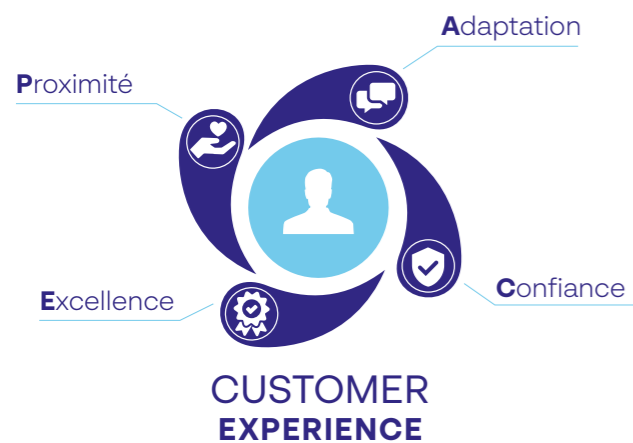 Adaptation
Proximité
Confiance
Excellence
CUSTOMER
EXPERIENCE